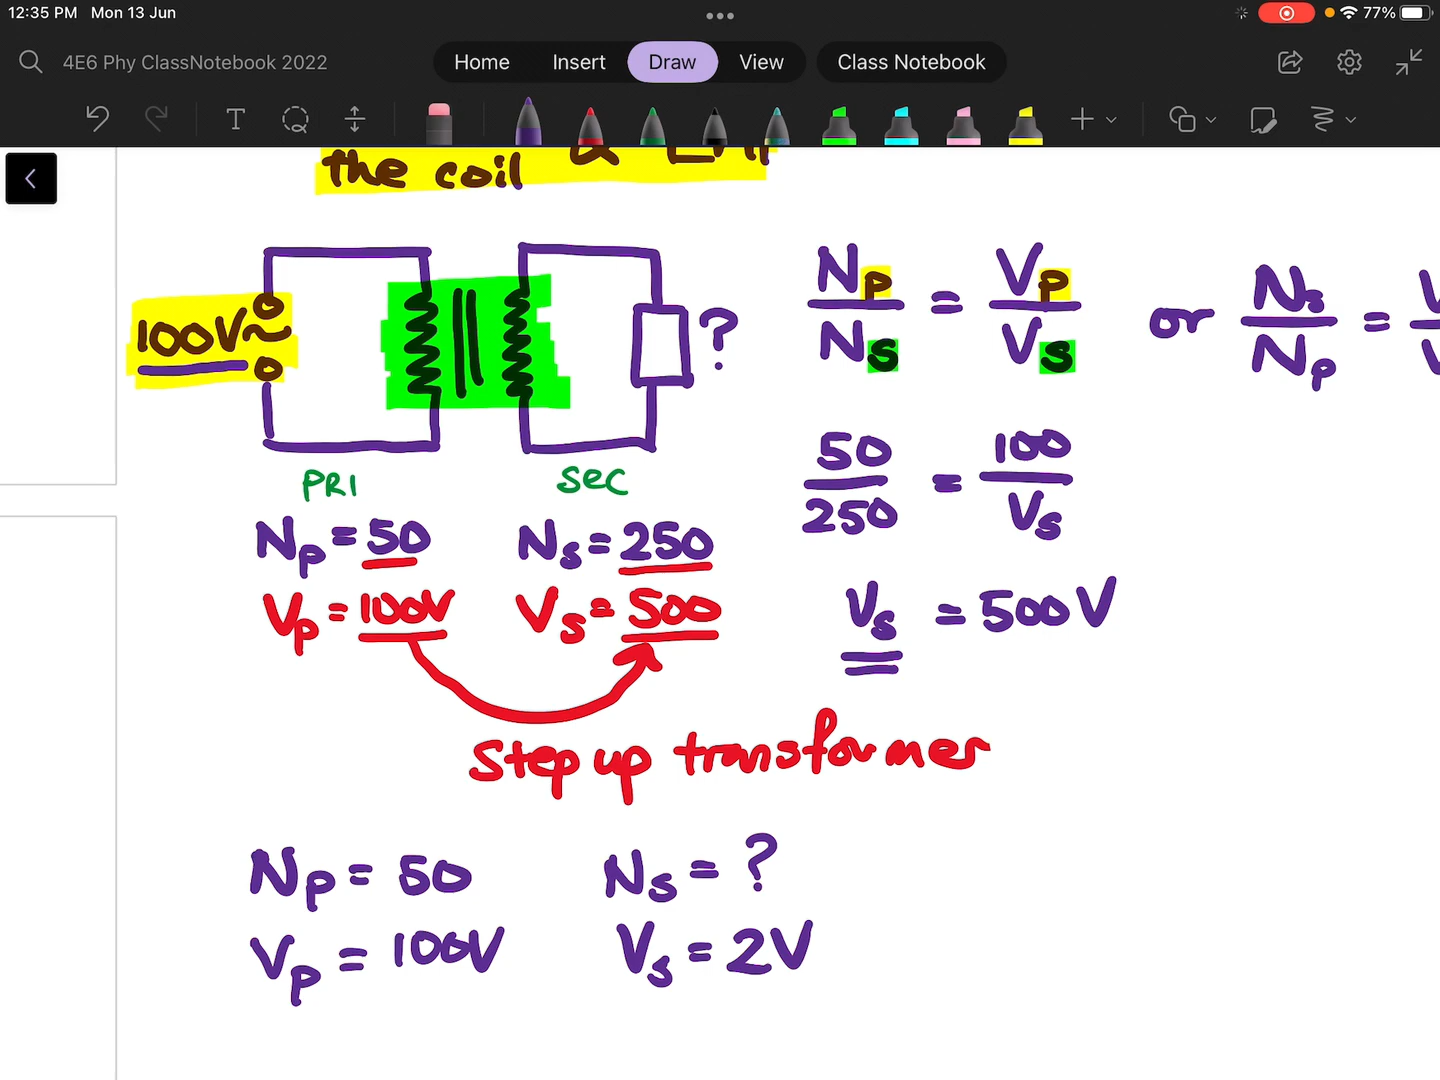 12:35 PM Mon 13 Jun
77%
4E6 Phy ClassNotebook 2022
Home Insert Draw View Class Notebook
the coil &
100V ~
?
PRI
SEC
Np = 50
Ns = 250
Vp = 100V
Vs = 500
Step up transformer
Np/Ns = Vp/Vs or Ns/Np =
50/250 = 100/Vs
Vs = 500V
Np = 50
Ns = ?
Vp = 100V
Vs = 2V